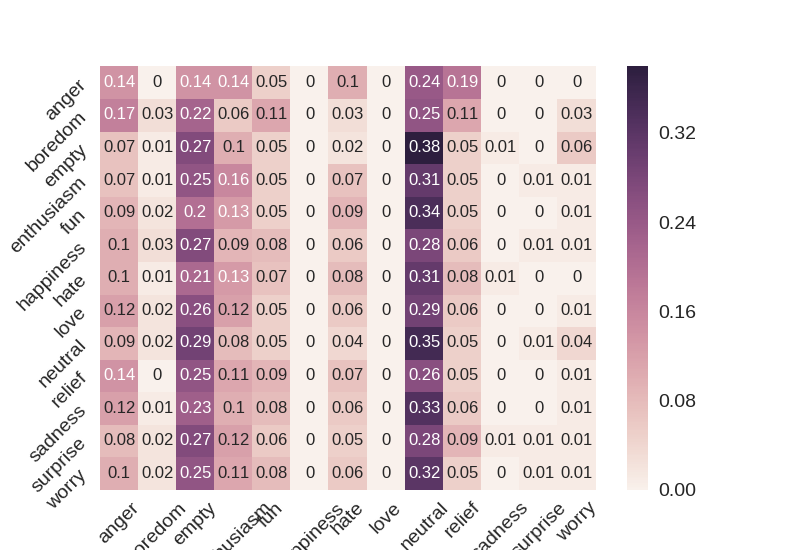 anger 0.14 0 0.14 0.14 0.05 0 0.1 0 0.24 0.19 0 0 0
boredom 0.17 0.03 0.22 0.06 0.11 0 0.03 0 0.25 0.11 0 0 0.03
empty 0.07 0.01 0.27 0.1 0.05 0 0.02 0 0.38 0.05 0.01 0 0.06
enthusiasm 0.07 0.01 0.25 0.16 0.05 0 0.07 0 0.31 0.05 0 0.01 0.01
fun 0.09 0.02 0.2 0.13 0.05 0 0.09 0 0.34 0.05 0 0 0.01
happiness 0.1 0.03 0.27 0.09 0.08 0 0.06 0 0.28 0.06 0 0.01 0.01
hate 0.1 0.01 0.21 0.13 0.07 0 0.08 0 0.31 0.08 0.01 0 0
love 0.12 0.02 0.26 0.12 0.05 0 0.06 0 0.29 0.06 0 0 0.01
neutral 0.09 0.02 0.29 0.08 0.05 0 0.04 0 0.35 0.05 0 0.01 0.04
relief 0.14 0 0.25 0.11 0.09 0 0.07 0 0.26 0.05 0 0 0.01
sadness 0.12 0.01 0.23 0.1 0.08 0 0.06 0 0.33 0.06 0 0 0.01
surprise 0.08 0.02 0.27 0.12 0.06 0 0.05 0 0.28 0.09 0.01 0.01 0.01
worry 0.1 0.02 0.25 0.11 0.08 0 0.06 0 0.32 0.05 0 0.01 0.01
anger oredom empty husiasm fun ppiness hate love neutral relief sadness surprise worry
0.32
0.24
0.16
0.08
0.00